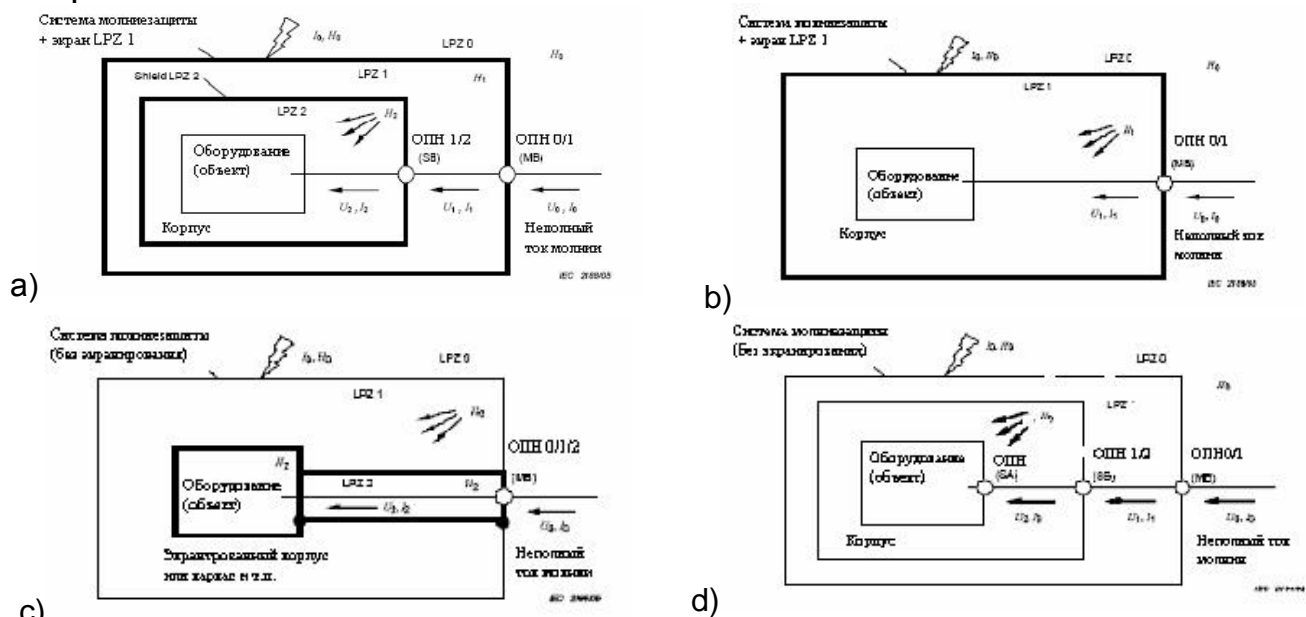 Система молниезащиты
+ экран LPZ 1
I0, H0
LPZ 0
H0
Shield LPZ 2
LPZ 1
H1
LPZ 2
H2
ОПН 1/2
(SB)
ОПН 0/1
(MB)
Оборудование
(объект)
U2, I2
U1, I1
U0, I0
Корпус
Неполный
ток молнии
a)
Система молниезащиты
+ экран LPZ 1
I0, H0
LPZ 0
H0
LPZ 1
H1
ОПН 0/1
(MB)
Оборудование
(объект)
U1, I1
U0, I0
Корпус
Неполный ток
молнии
b)
Система молниезащиты
(без экранирования)
I0, H0
LPZ 0
LPZ 1
H0
ОПН 0/1/2
(MB)
H2
LPZ 2
H2
Оборудование
(объект)
U2, I2
Экрантрованный корпус
или каркас и т.п.
Неполный
ток молнии
c)
Система молниезащиты
(Без экранирования)
I0, H0
LPZ 0
H0
LPZ
ОПН
(SA)
ОПН 1/2
(SB)
ОПН0/1
(MB)
Оборудование
(объект)
U2, I2
U1, I1
U0, I0
Корпус
Неполный ток
молнии
d)